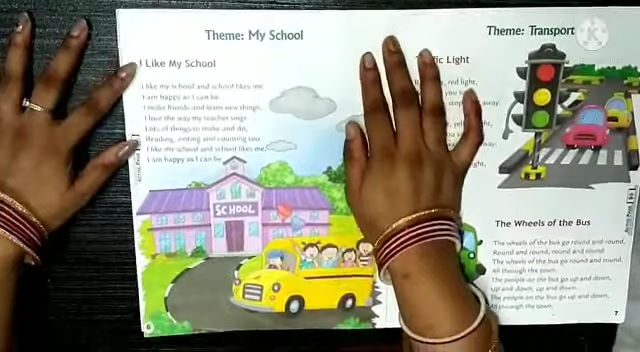 Theme: My School
I Like My School
I like my school and school likes me.
I am happy as I can be.
I make friends and learn new things,
I love the way my teacher sings.
Lots of things to make and do,
Reading, writing and counting too.
I like my school and school likes me,
I am happy as I can be.
SCHOOL
6
Theme: Transport
Light
red light,
away.
The Wheels of the Bus
The wheels of the bus go round and round,
Round and round, round and round.
The wheels of the bus go round and round,
All through the town.
The people on the bus go up and down,
Up and down, up and down.
The people on the bus go up and down,
All through the town.
7
K
KINEMASTER